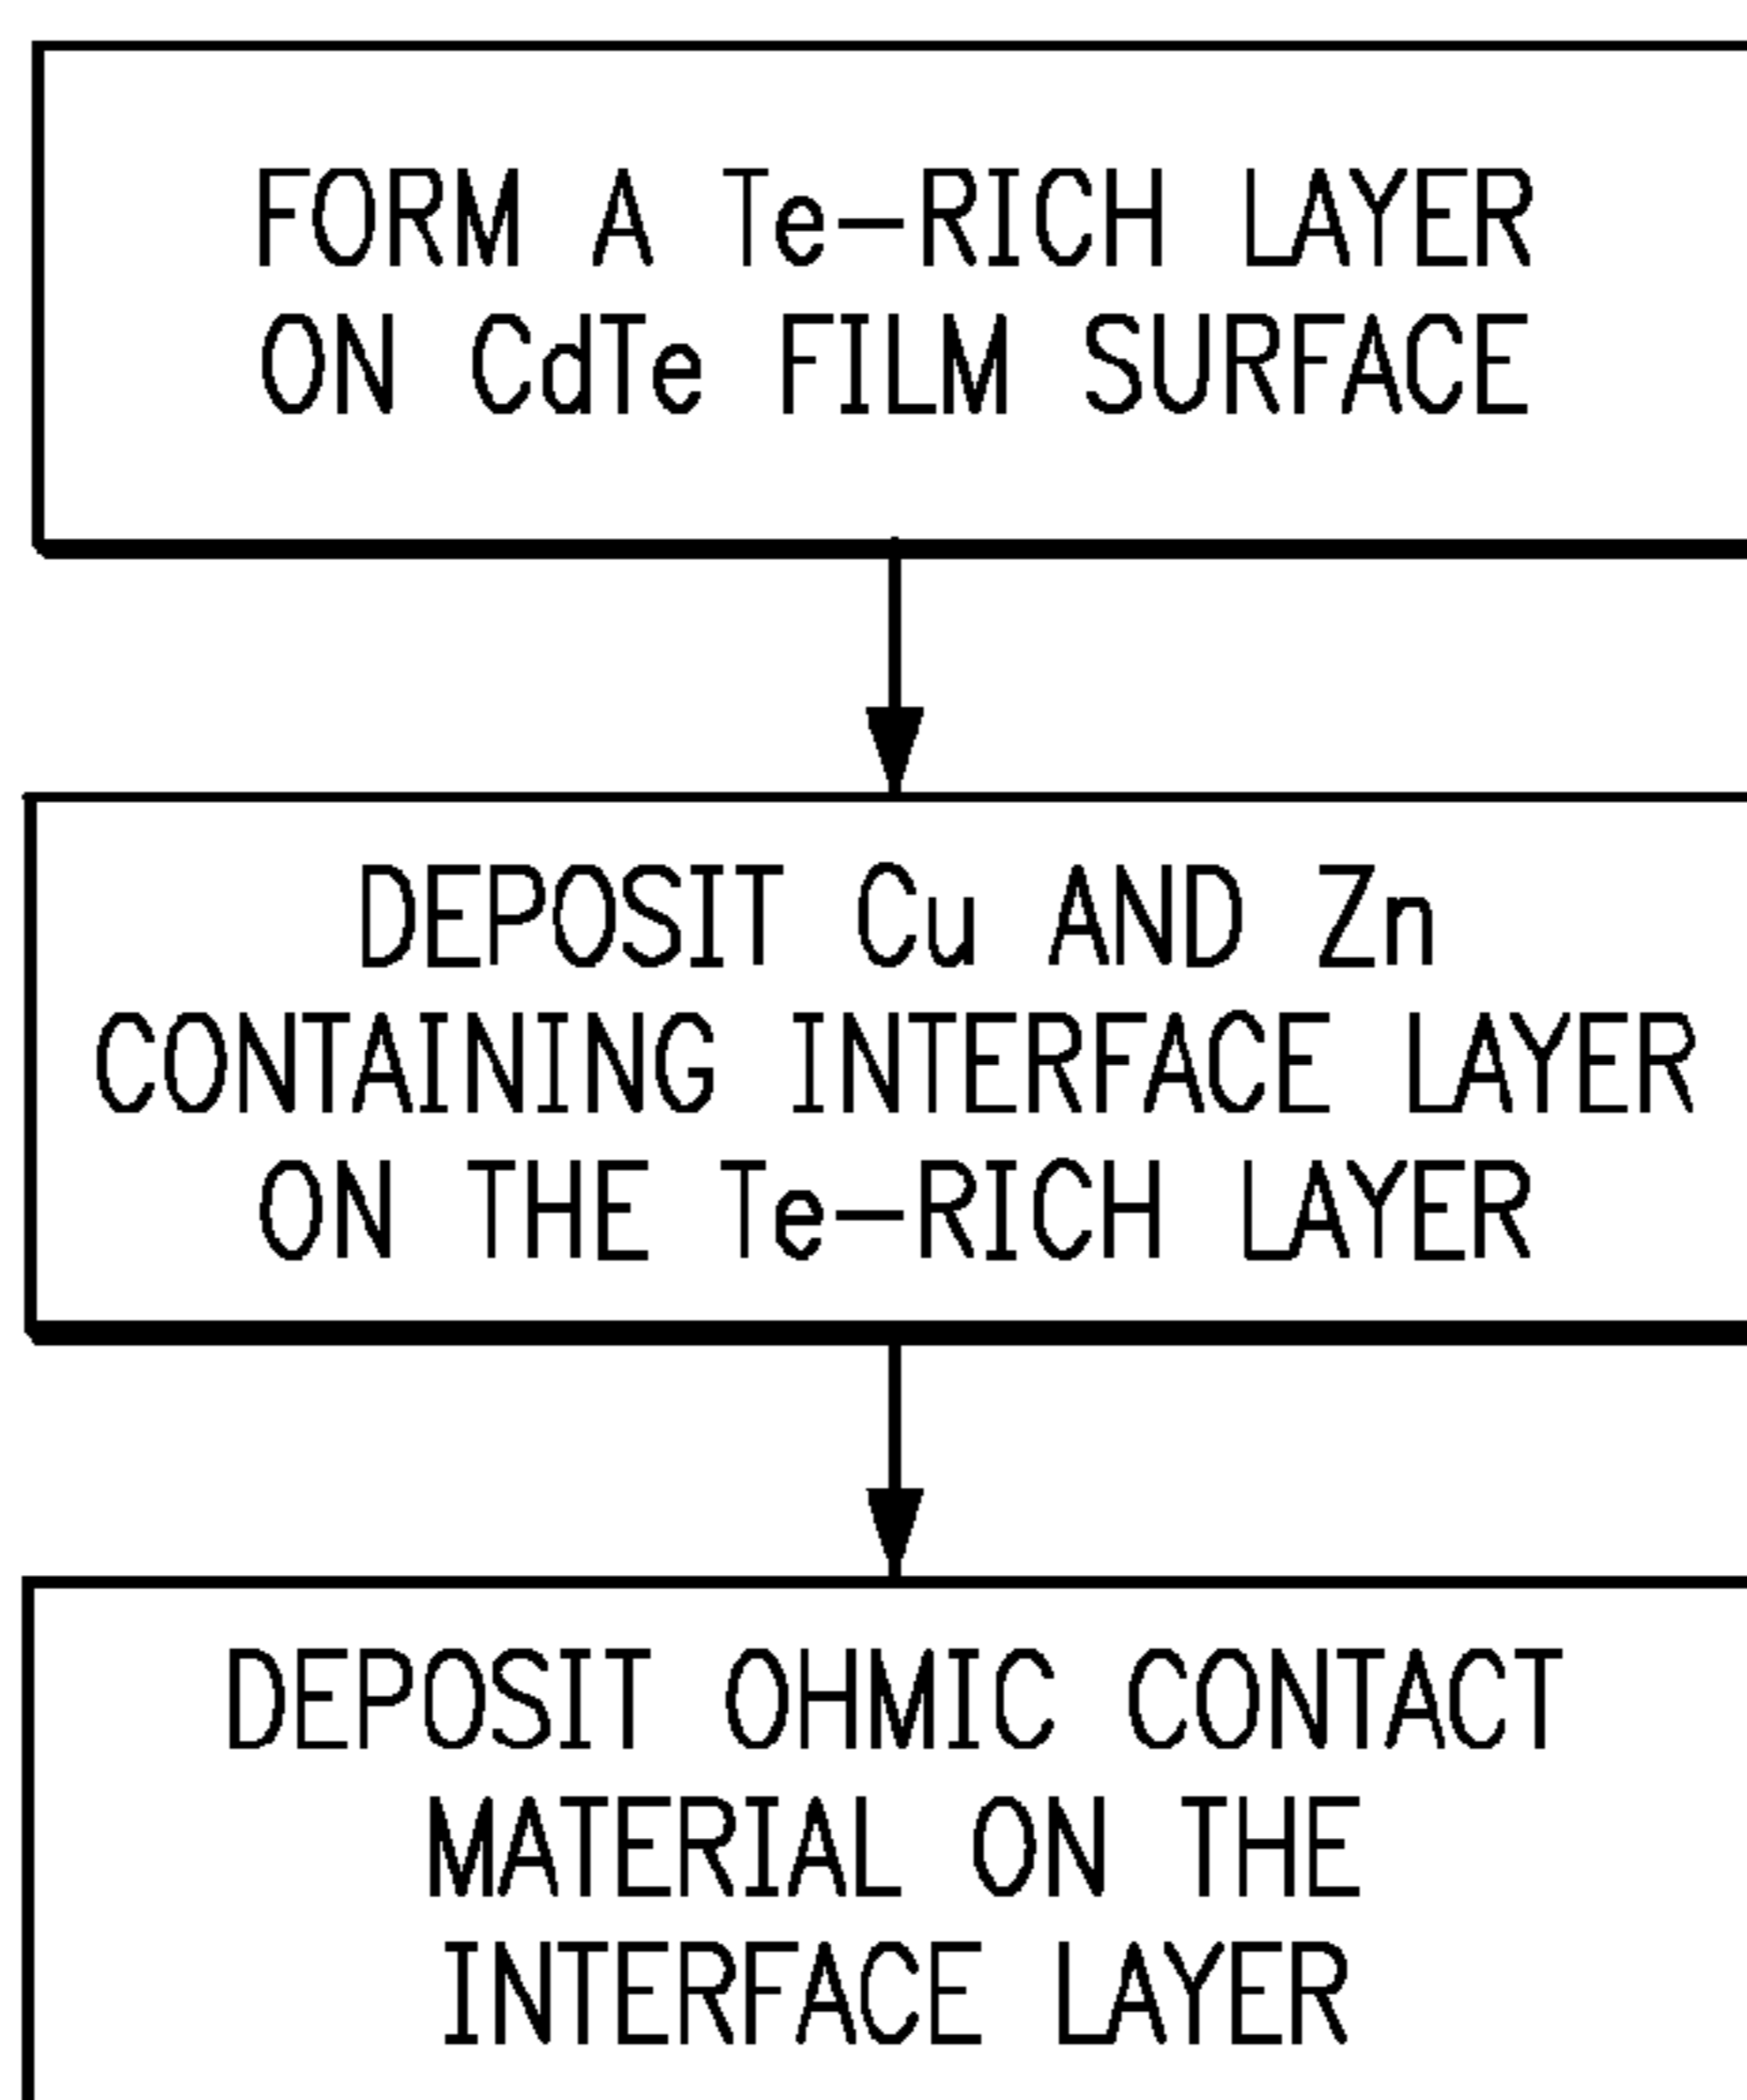 FORM A Te-RICH LAYER
ON CdTe FILM SURFACE
DEPOSIT Cu AND Zn
CONTAINING INTERFACE LAYER
ON THE Te-RICH LAYER
DEPOSIT OHMIC CONTACT
MATERIAL ON THE
INTERFACE LAYER